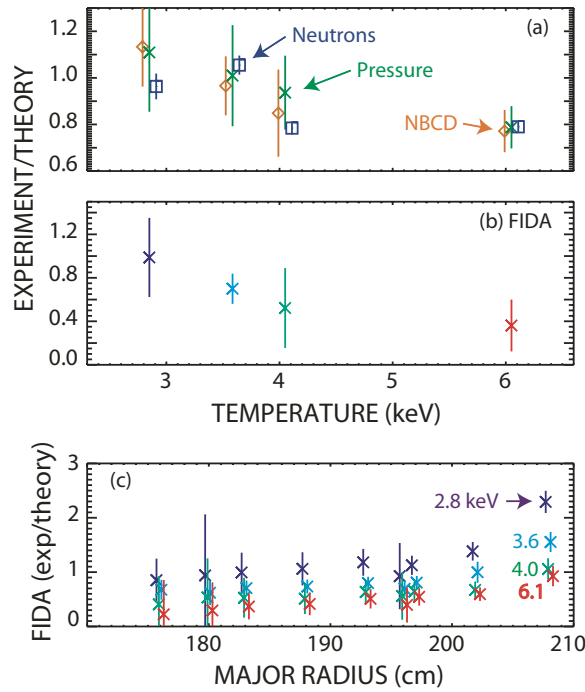 (a)
Neutrons
Pressure
NBCD
1.2
1.0
0.8
0.6
EXPERIMENT/THEORY
(b) FIDA
1.2
0.8
0.4
0.0
3 4 5 6
TEMPERATURE (keV)
(c)
3
2
1
0
FIDA (exp/theory)
2.8 keV
3.6
4.0
6.1
180 190 200 210
MAJOR RADIUS (cm)